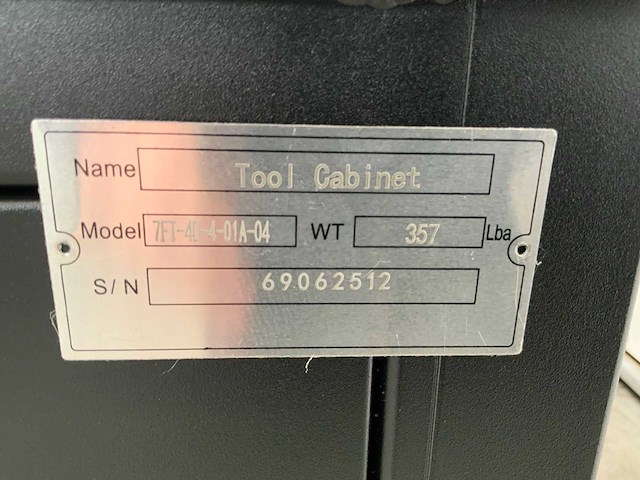 Name Tool Cabinet
Model 7FT-40-4-01A-04 WT 357 Lba
S/N 69062512